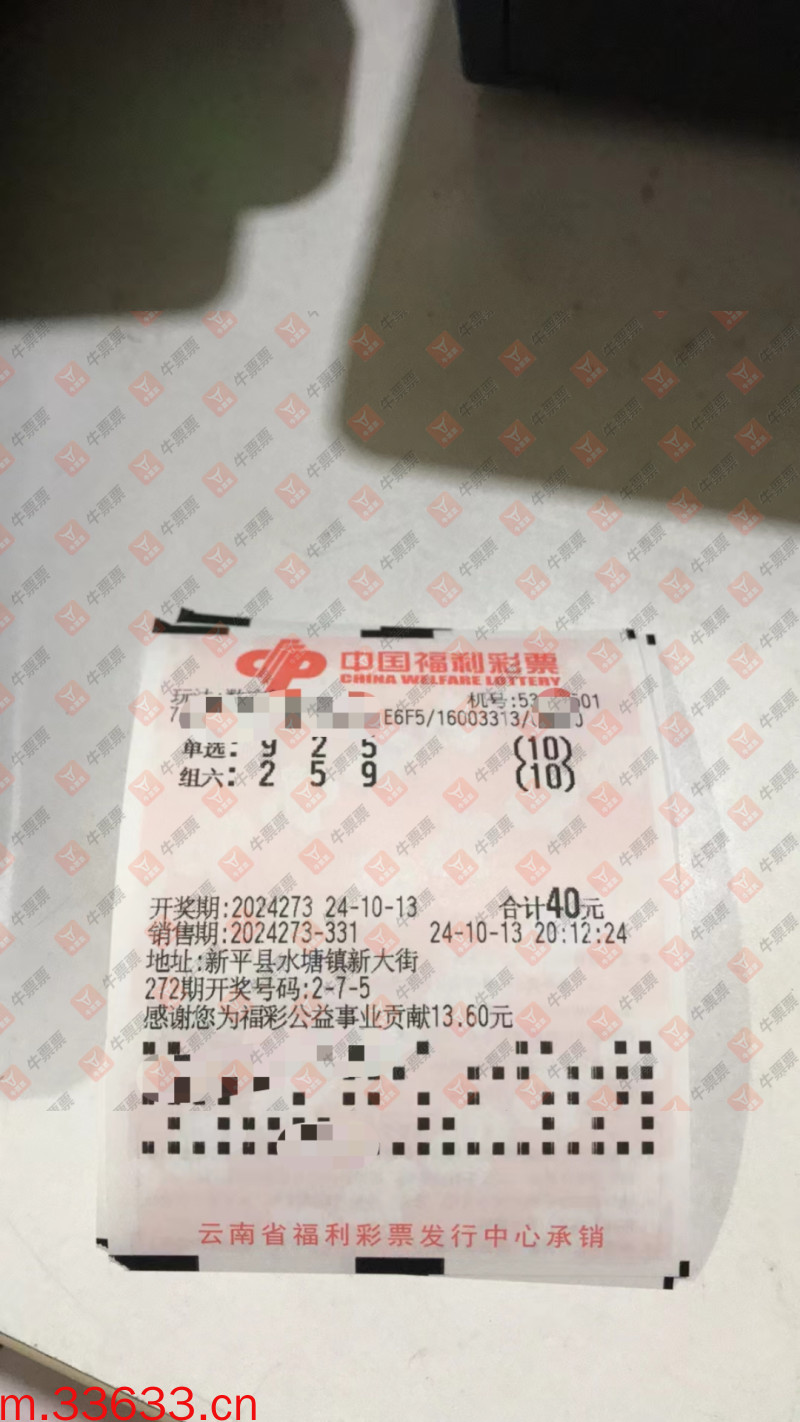 中国福利彩票
CHINA WELFARE LOTTERY
机号:53 501
E6F5/16003313/
单选: 9 2 5 (10)
组六: 2 5 9 (10)
开奖期:2024273 24-10-13 合计40元
销售期:2024273-331 24-10-13 20:12:24
地址:新平县水塘镇新大街
272期开奖号码:2-7-5
感谢您为福彩公益事业贡献13.60元
云南省福利彩票发行中心承销
牛票票
m.33633.cn